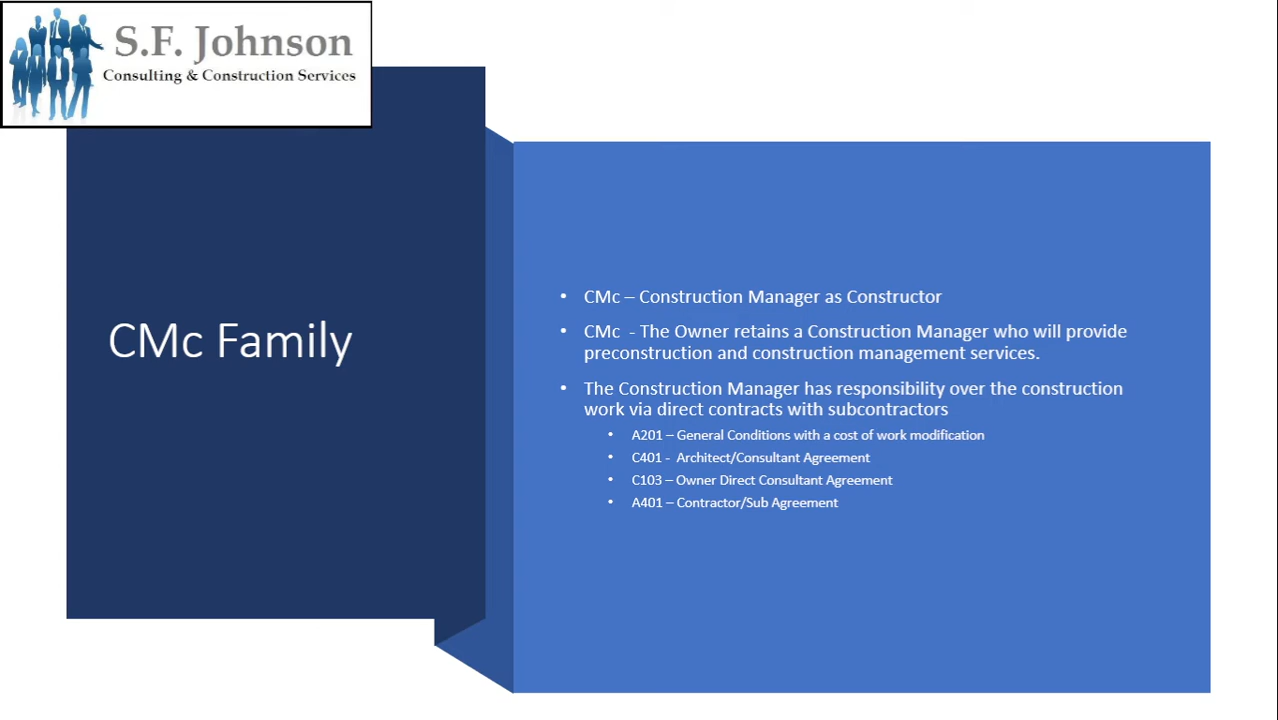 S.F. Johnson
Consulting & Construction Services
CMc Family
• CMc – Construction Manager as Constructor
• CMc - The Owner retains a Construction Manager who will provide
preconstruction and construction management services.
• The Construction Manager has responsibility over the construction
work via direct contracts with subcontractors
• A201 – General Conditions with a cost of work modification
• C401 - Architect/Consultant Agreement
• C103 – Owner Direct Consultant Agreement
• A401 – Contractor/Sub Agreement